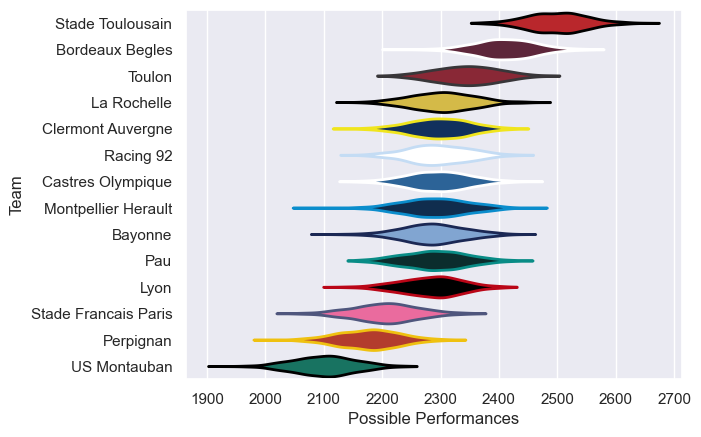 Stade Toulousain
Bordeaux Begles
Toulon
La Rochelle
Clermont Auvergne
Racing 92
Castres Olympique
Montpellier Herault
Bayonne
Pau
Lyon
Stade Francais Paris
Perpignan
US Montauban
Team
1900 2000 2100 2200 2300 2400 2500 2600 2700
Possible Performances